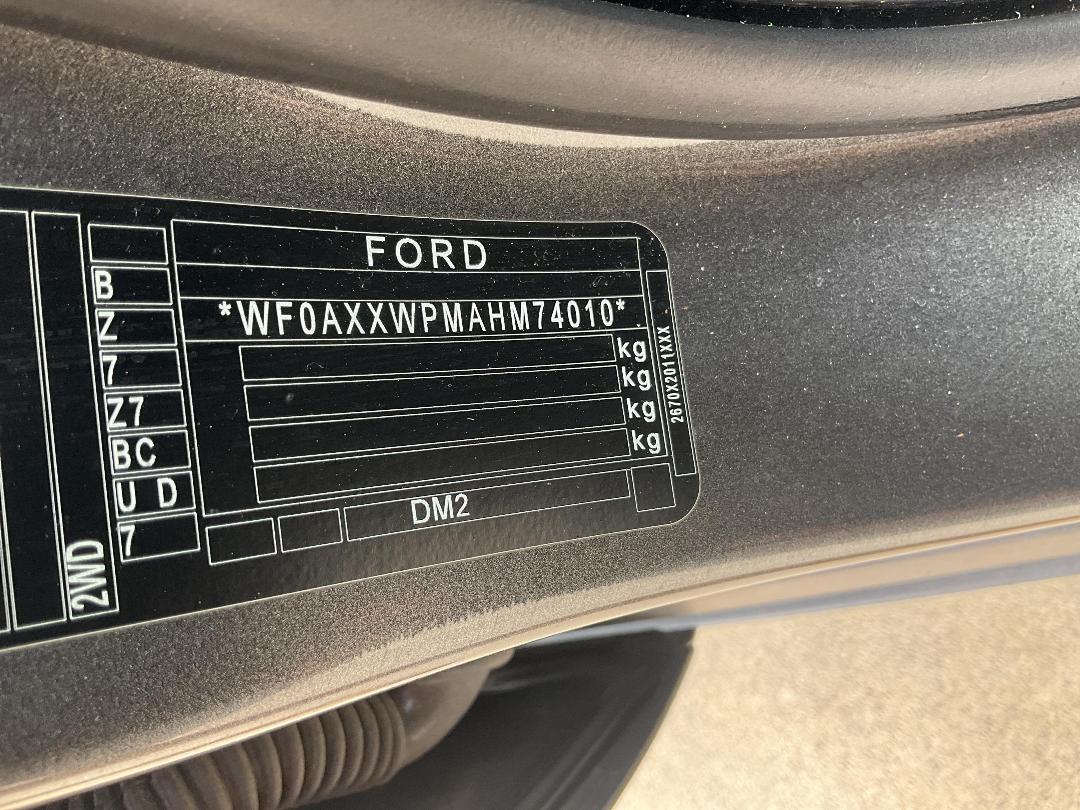 FORD
*WF0AXXWPMAHM74010*
kg
kg
kg
kg
2670X2011XXX
DM2
B
Z
7
Z7
BC
U D
7
2WD